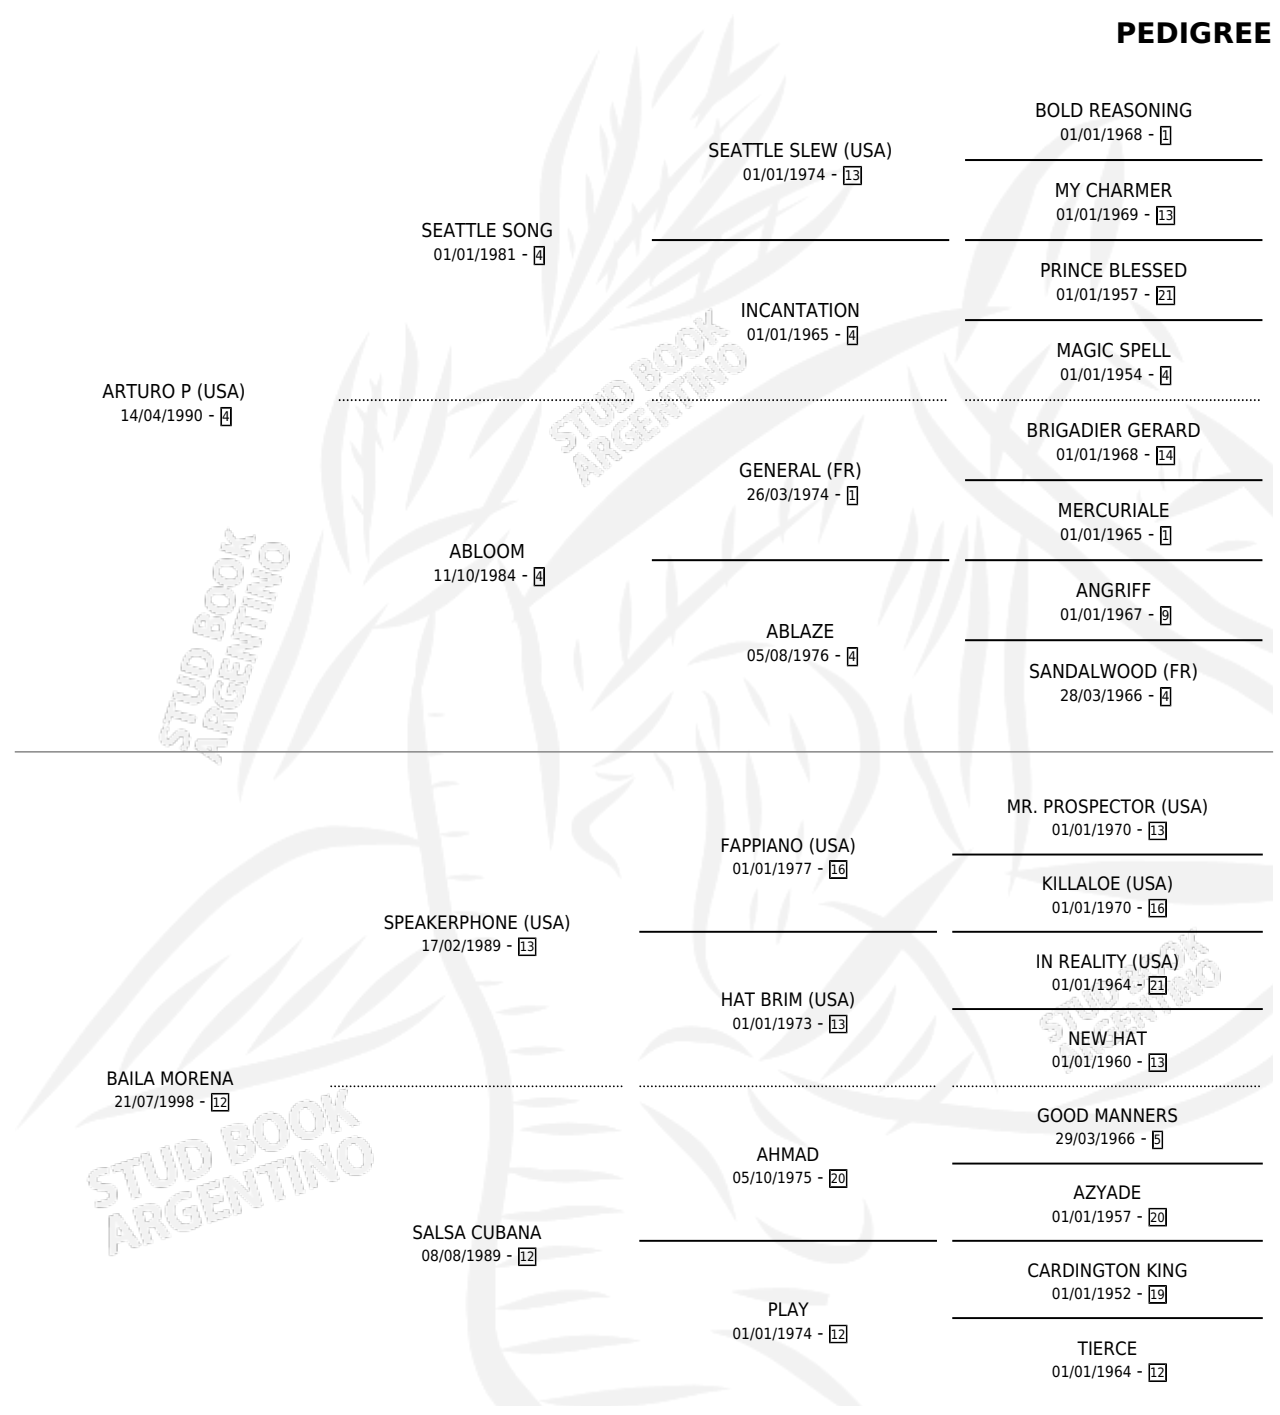 PEDIGREE
BOLD REASONING
01/01/1968 - 1
SEATTLE SLEW (USA)
01/01/1974 - 13
MY CHARMER
01/01/1969 - 13
SEATTLE SONG
01/01/1981 - 4
PRINCE BLESSED
01/01/1957 - 21
INCANTATION
01/01/1965 - 4
MAGIC SPELL
01/01/1954 - 4
STUD BOOK
ARGENTINO
ARTURO P (USA)
14/04/1990 - 4
BRIGADIER GERARD
01/01/1968 - 14
GENERAL (FR)
26/03/1974 - 1
MERCURIALE
01/01/1965 - 1
ABLOOM
11/10/1984 - 4
ANGRIFF
01/01/1967 - 9
ABLAZE
05/08/1976 - 4
SANDALWOOD (FR)
28/03/1966 - 4
STUD BOOK
ARGENTINO
MR. PROSPECTOR (USA)
01/01/1970 - 13
FAPPIANO (USA)
01/01/1977 - 16
KILLALOE (USA)
01/01/1970 - 16
SPEAKERPHONE (USA)
17/02/1989 - 13
IN REALITY (USA)
01/01/1964 - 21
HAT BRIM (USA)
01/01/1973 - 13
STUD BOOK
ARGENTINO
NEW HAT
01/01/1960 - 13
BAILA MORENA
21/07/1998 - 12
GOOD MANNERS
29/03/1966 - 5
STUD BOOK
ARGENTINO
AHMAD
05/10/1975 - 20
AZYADE
01/01/1957 - 20
SALSA CUBANA
08/08/1989 - 12
CARDINGTON KING
01/01/1952 - 19
PLAY
01/01/1974 - 12
TIERCE
01/01/1964 - 12